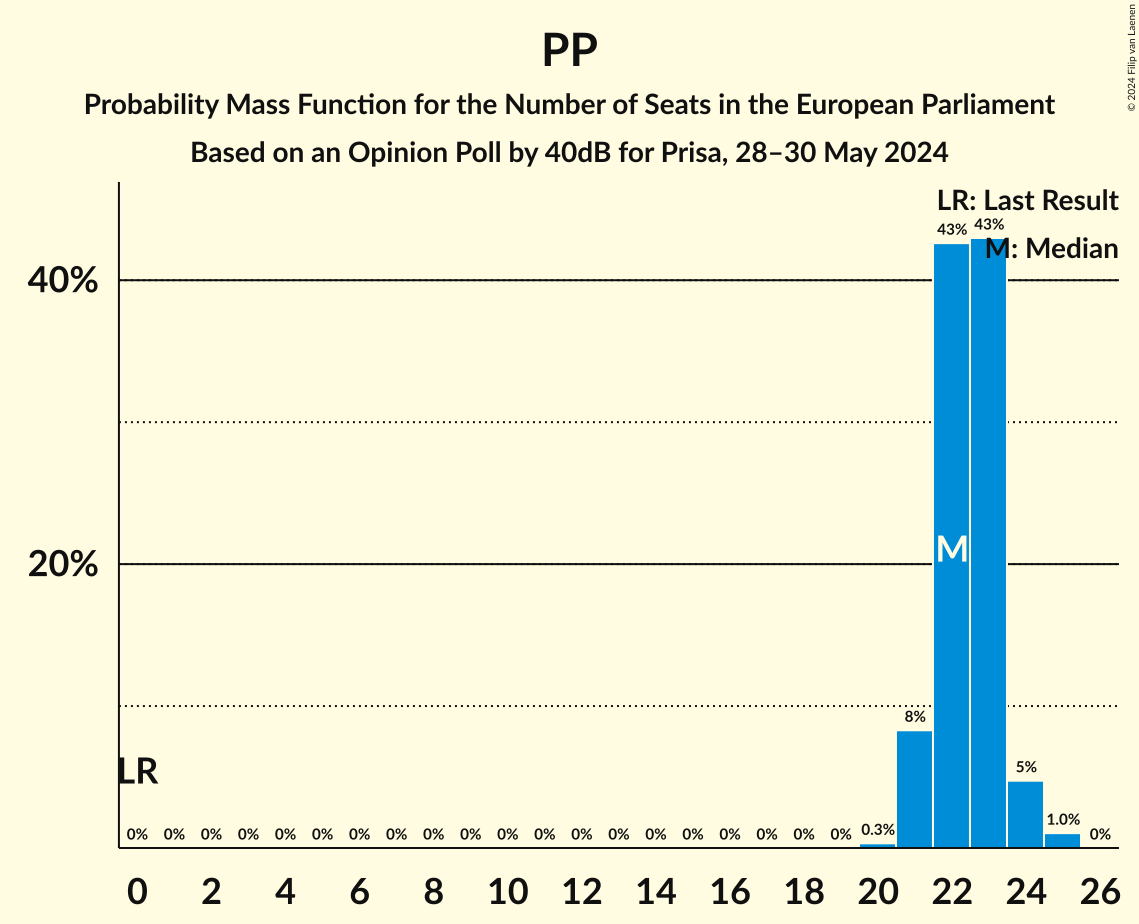 PP
Probability Mass Function for the Number of Seats in the European Parliament
Based on an Opinion Poll by 40dB for Prisa, 28–30 May 2024
© 2024 Filip van Laenen
LR: Last Result
M: Median
43% 43%
40%
M
20%
8%
LR
5%
0% 0% 0% 0% 0% 0% 0% 0% 0% 0% 0% 0% 0% 0% 0% 0% 0% 0% 0% 0% 0.3% 1.0% 0%
0 2 4 6 8 10 12 14 16 18 20 22 24 26